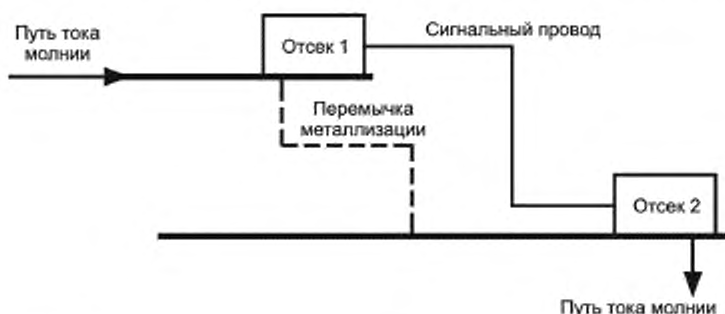 Путь тока
молнии
Отсек 1
Сигнальный провод
Перемычка
металлизации
Отсек 2
Путь тока молнии